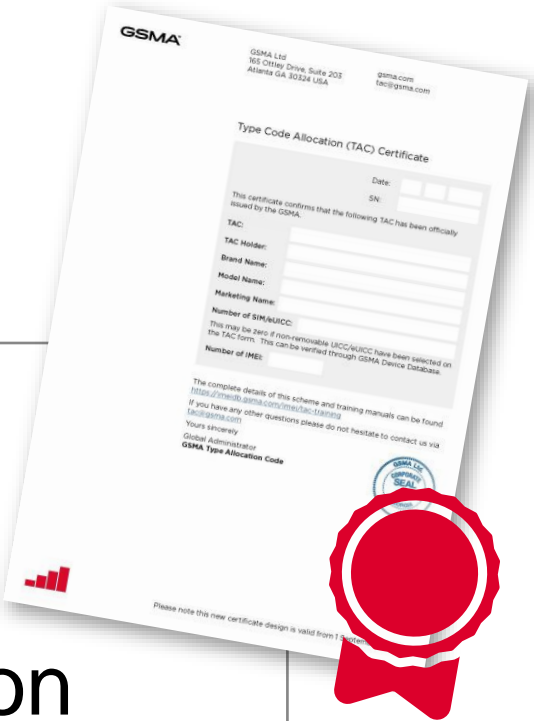 GSMA
GSMA Ltd
165 Ottley Drive, Suite 203
Atlanta GA 30324 USA
gsma.com
tac@gsma.com
Type Code Allocation (TAC) Certificate
Date:
SN:
This certificate confirms that the following TAC has been officially
issued by the GSMA.
TAC:
TAC Holder:
Brand Name:
Model Name:
Marketing Name:
Number of SIM/eUICC:
This may be zero if non-removable UICC/eUICC have been selected on
the TAC form. This can be verified through GSMA Device Database.
Number of IMEI:
The complete details of this scheme and training manuals can be found
https://imeidb.gsma.com/imei/tac-training
If you have any other questions please do not hesitate to contact us via
tac@gsma.com
Yours sincerely
Global Administrator
GSMA Type Allocation Code
GSMA Ltd.
CORPORATE
SEAL
Please note this new certificate design is valid from 1
on